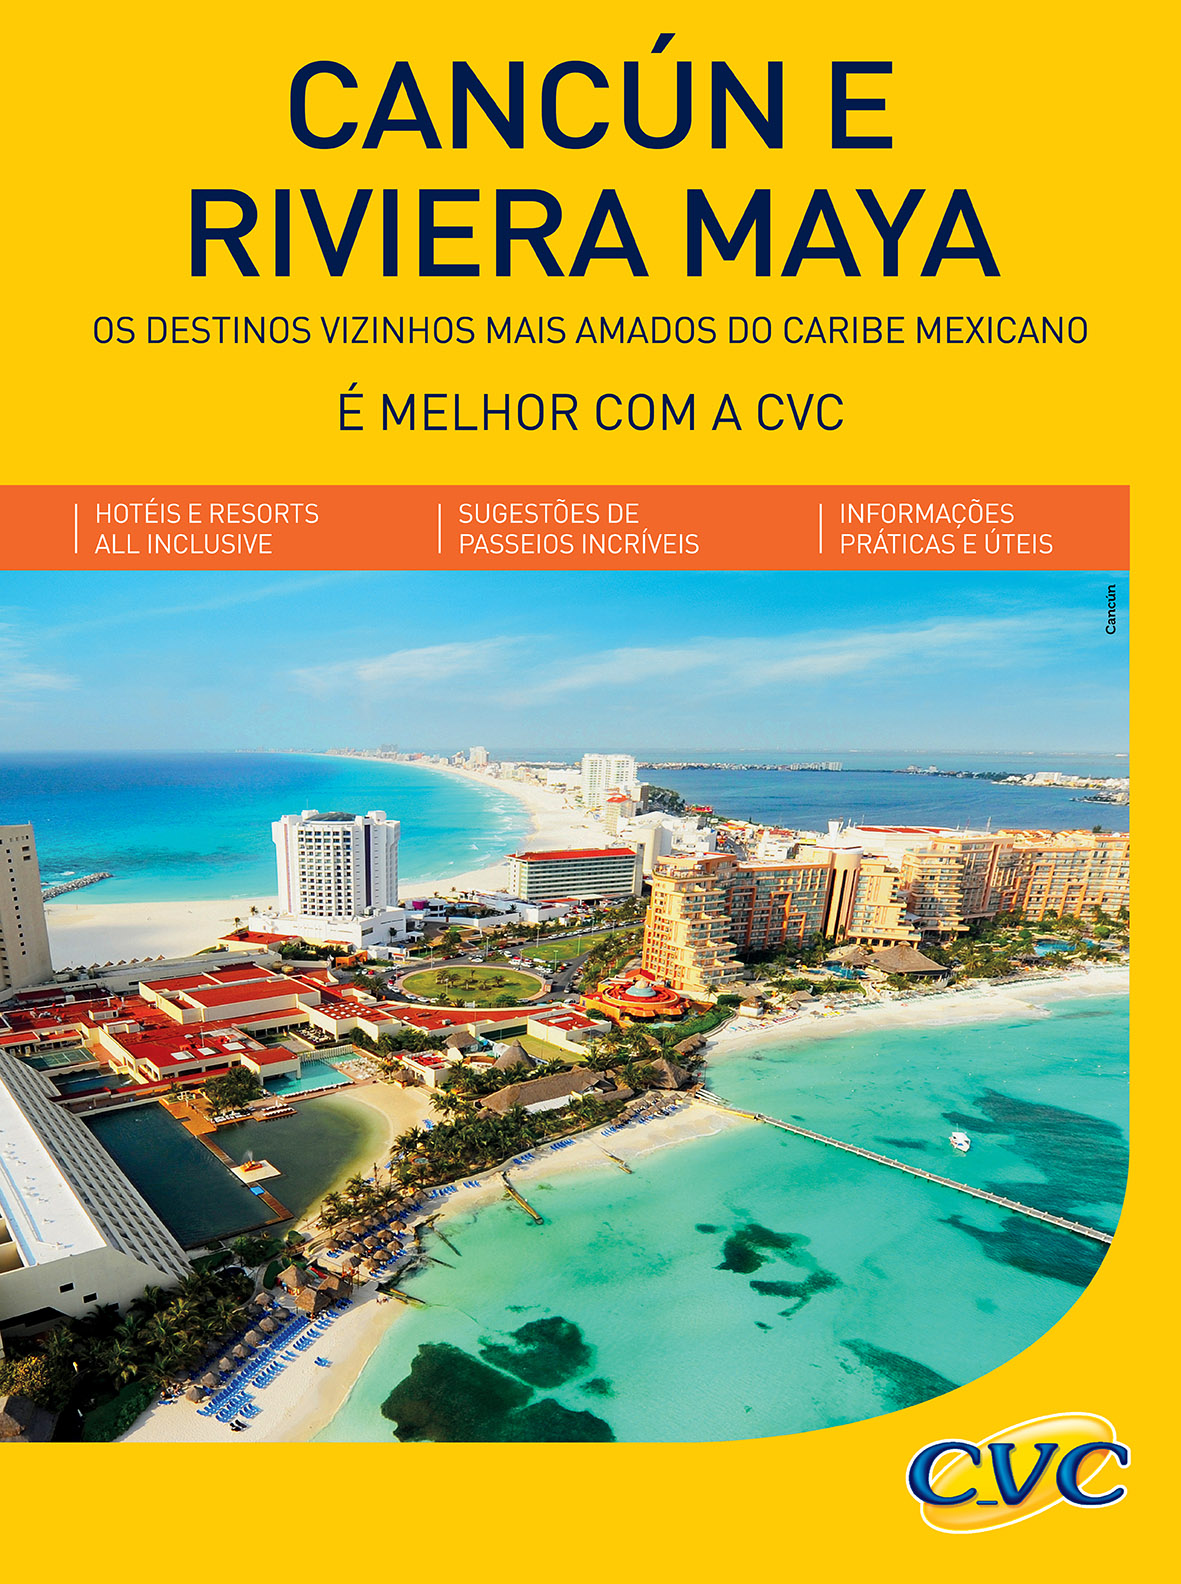 CANCÚN E
RIVIERA MAYA
OS DESTINOS VIZINHOS MAIS AMADOS DO CARIBE MEXICANO
É MELHOR COM A CVC
HOTÉIS E RESORTS
ALL INCLUSIVE
SUGESTÕES DE
PASSEIOS INCRÍVEIS
INFORMAÇÕES
PRÁTICAS E ÚTEIS
Cancún
CVC